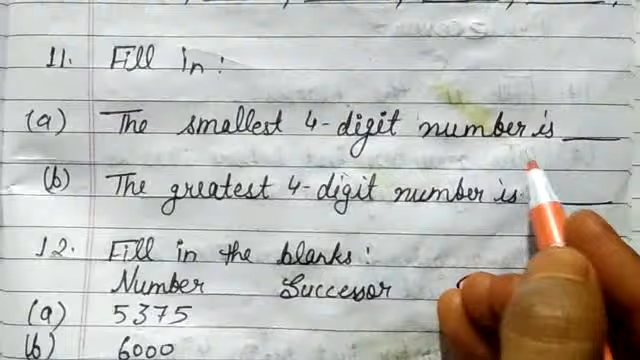 11. Fill in :
(a) The smallest 4-digit number is ____
(b) The greatest 4-digit number is ____
12. Fill in the blanks :
Number Successor
(a) 5375
(b) 6000